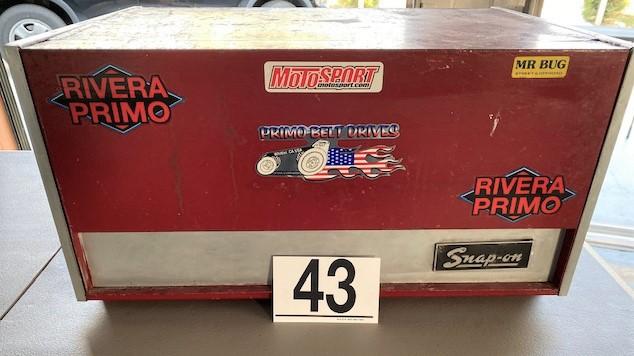 MOTOSPORT
motosport.com
MR BUG
RIVERA
PRIMO
PRIMO BELT DRIVES
RIVERA
PRIMO
Snap-on
43